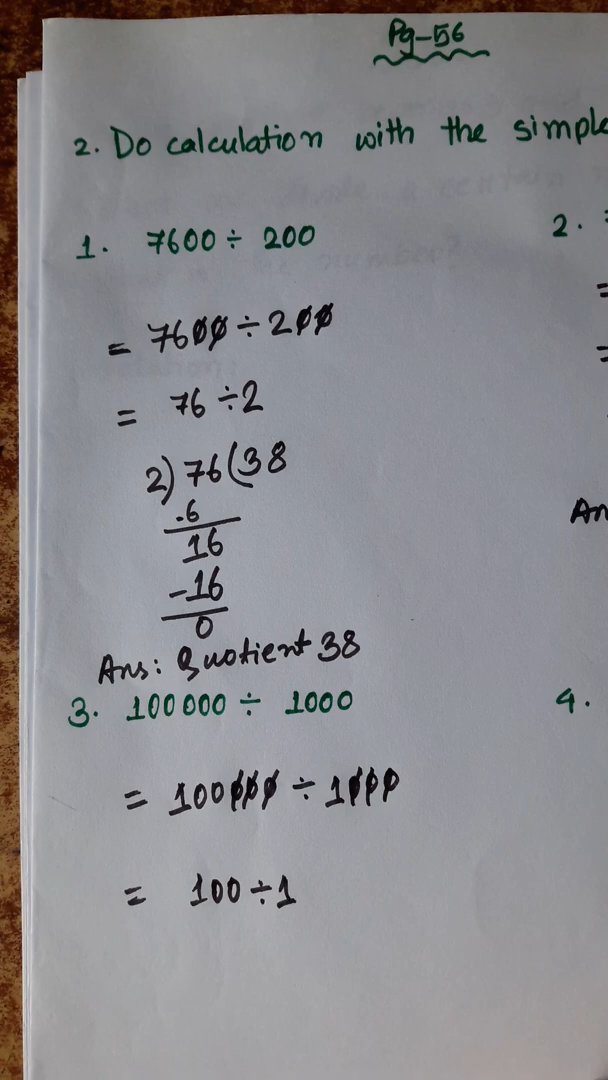 Pg-56
2. Do calculation with the simple
1. 7600 ÷ 200
2.
= 7600 ÷ 200
=
= 76 ÷ 2
=
2) 76 (38
.6
16
-16
0
Ans: Quotient 38
An
3. 100000 ÷ 1000
4.
= 100000 ÷ 1000
= 100 ÷ 1